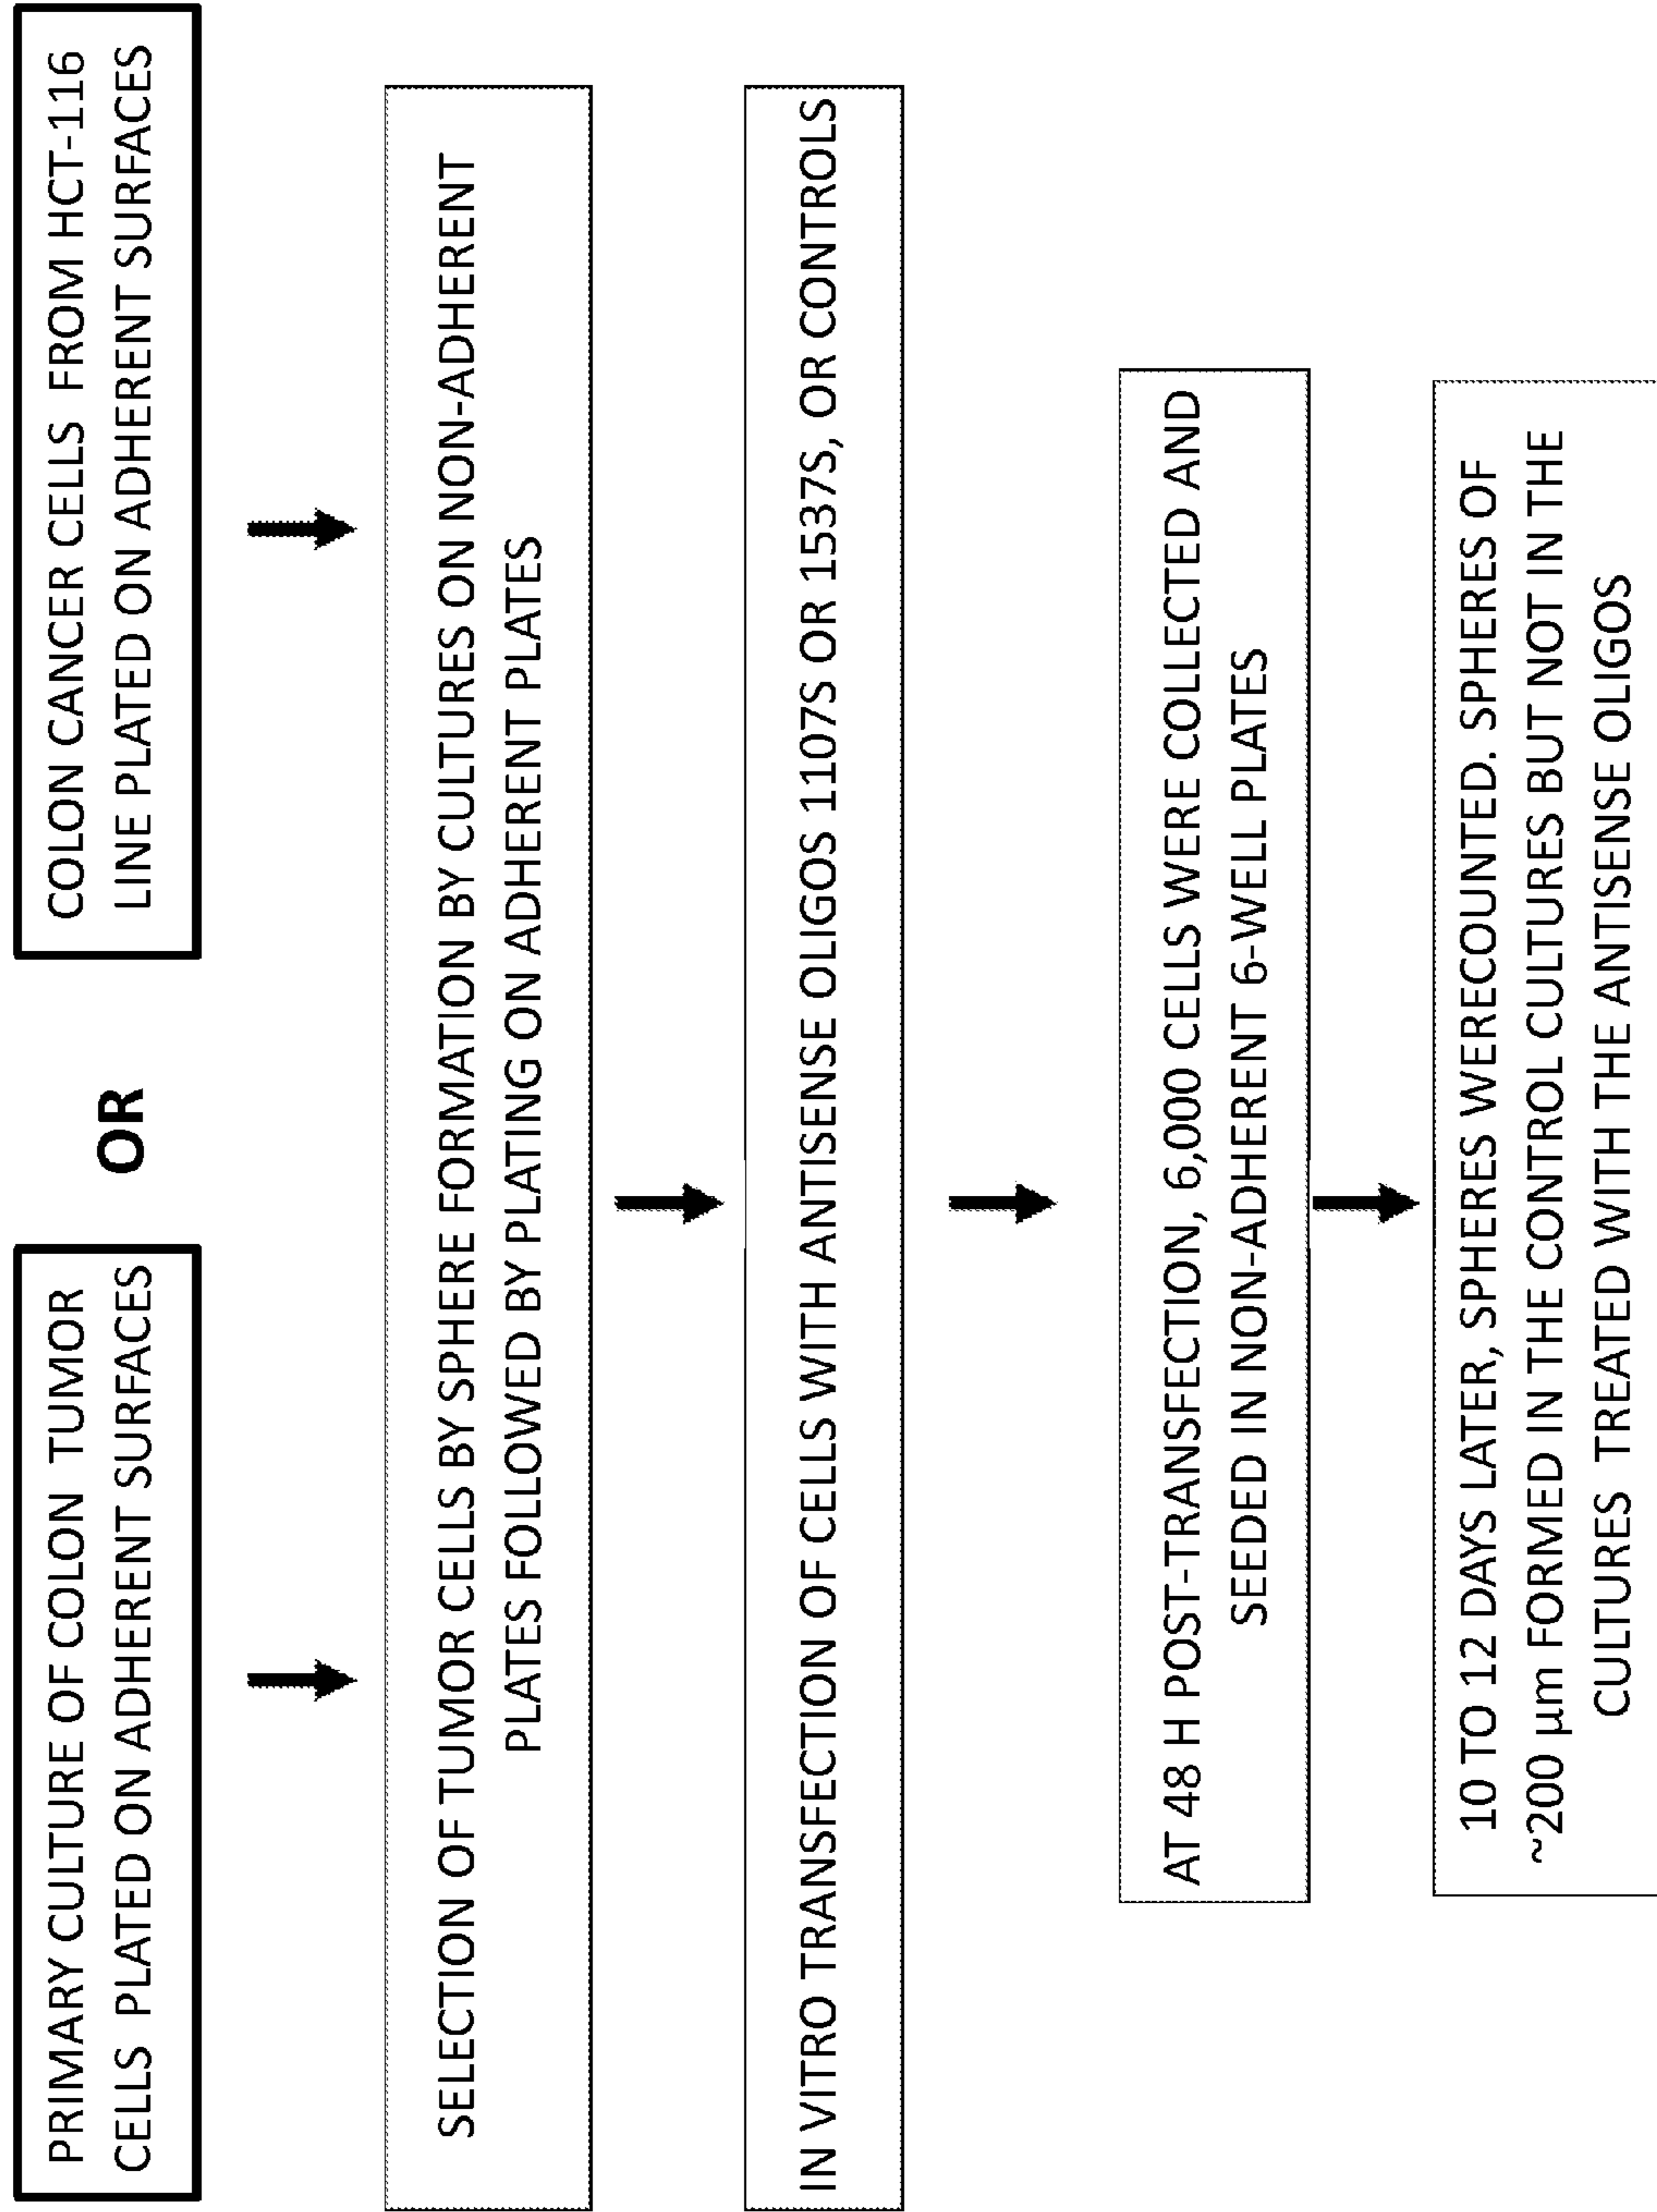 PRIMARY CULTURE OF COLON TUMOR
CELLS PLATED ON ADHERENT SURFACES
OR
COLON CANCER CELLS FROM HCT-116
LINE PLATED ON ADHERENT SURFACES
SELECTION OF TUMOR CELLS BY SPHERE FORMATION BY CULTURES ON NON-ADHERENT
PLATES FOLLOWED BY PLATING ON ADHERENT PLATES
IN VITRO TRANSFECTION OF CELLS WITH ANTISENSE OLIGOS 1107S OR 1537S, OR CONTROLS
AT 48 H POST-TRANSFECTION, 6,000 CELLS WERE COLLECTED AND
SEEDED IN NON-ADHERENT 6-WELL PLATES
10 TO 12 DAYS LATER, SPHERES WERECOUNTED. SPHERES OF
~200 µm FORMED IN THE CONTROL CULTURES BUT NOT IN THE
CULTURES TREATED WITH THE ANTISENSE OLIGOS